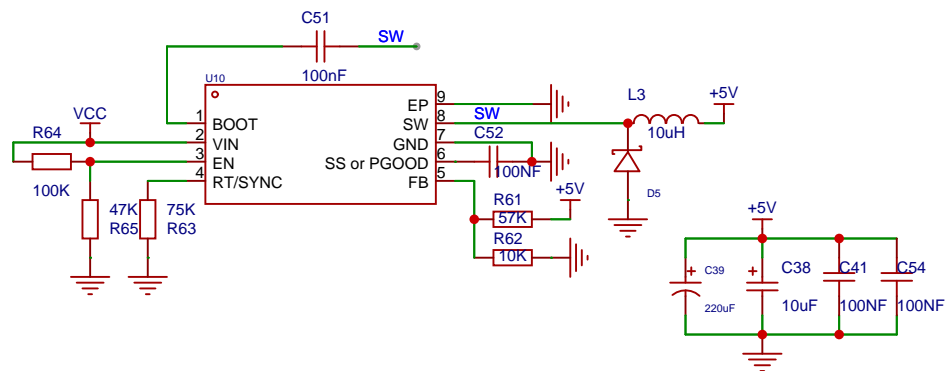 C51
SW
100nF
U10
1 BOOT
2 VIN
3 EN
4 RT/SYNC
EP 9
SW 8
GND 7
SS or PGOOD 6
FB 5
VCC
R64
100K
47K
R65
75K
R63
SW
C52
100NF
+5V
R61
57K
R62
10K
L3
10uH
+5V
D5
+5V
C39
220uF
C38
10uF
C41
100NF
C54
100NF